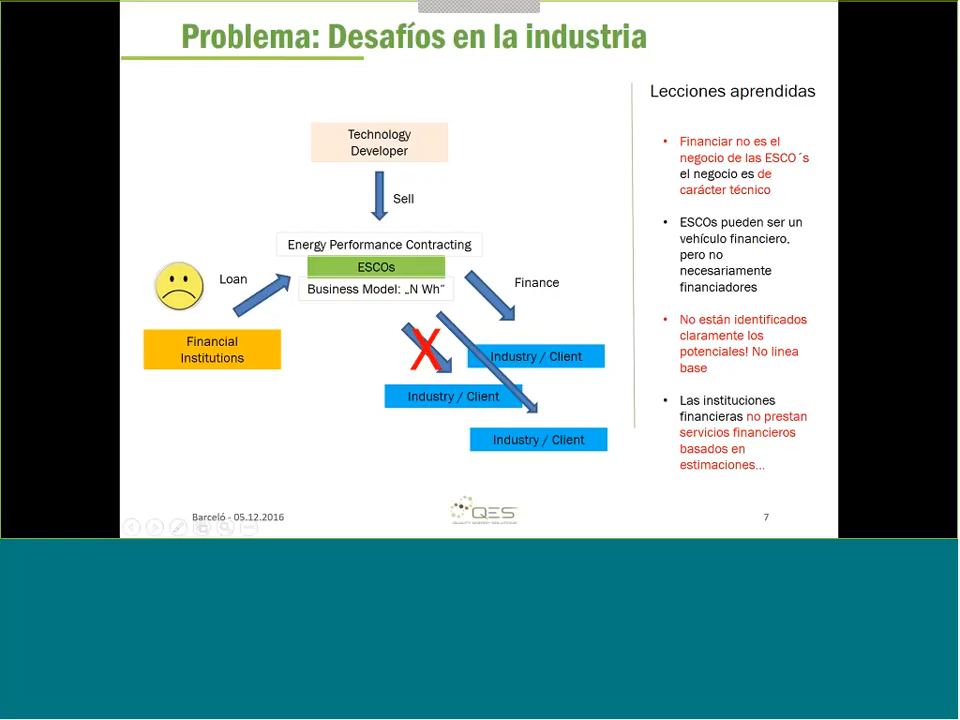 Problema: Desafíos en la industria
Technology
Developer
Sell
Energy Performance Contracting
ESCOs
Business Model: „N Wh“
Loan
Finance
Financial
Institutions
X
Industry / Client
Industry / Client
Industry / Client
Lecciones aprendidas
• Financiar no es el
negocio de las ESCO´s
el negocio es de
carácter técnico
• ESCOs pueden ser un
vehículo financiero,
pero no
necesariamente
financiadores
• No están identificados
claramente los
potenciales! No linea
base
• Las instituciones
financieras no prestan
servicios financieros
basados en
estimaciones...
Barceló - 05.12.2016
QES
QUALITY ENERGY SOLUTIONS
7